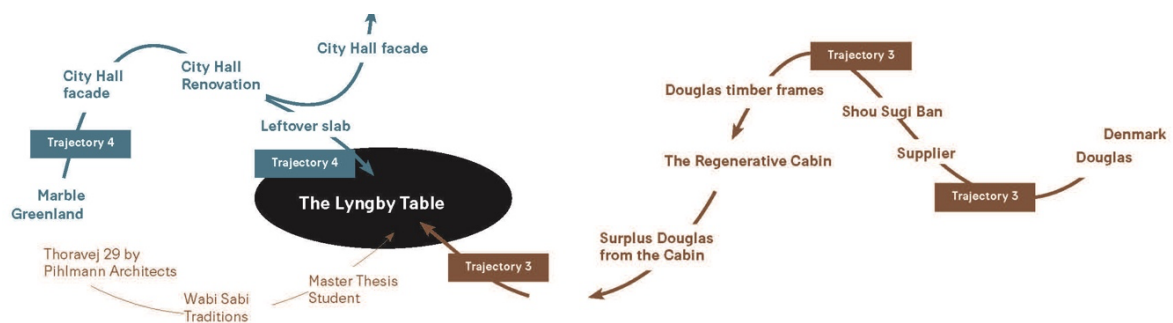 City Hall
facade
City Hall
Renovation
City Hall facade
Trajectory 4
Leftover slab
Trajectory 4
Marble
Greenland
The Lyngby Table
Thoravej 29 by
Pihlmann Architects
Wabi Sabi
Traditions
Master Thesis
Student
Trajectory 3
Trajectory 3
Douglas timber frames
Shou Sugi Ban
Denmark
The Regenerative Cabin
Supplier
Douglas
Trajectory 3
Surplus Douglas
from the Cabin